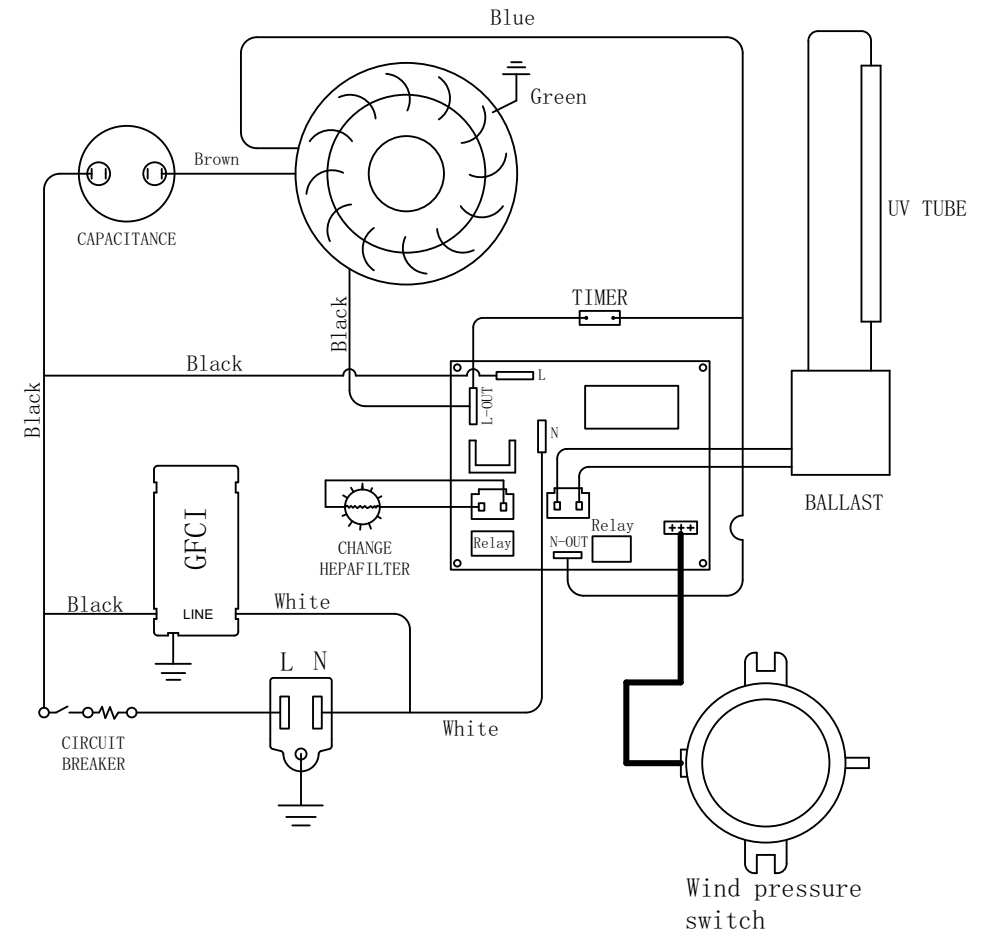 Blue
Green
Brown
CAPACITANCE
UV TUBE
TIMER
Black
Black
L
L-OUT
Black
N
BALLAST
GFCI
Relay
CHANGE
HEPAFILTER
Relay
N-OUT
Black
LINE
White
L N
White
CIRCUIT
BREAKER
Wind pressure
switch